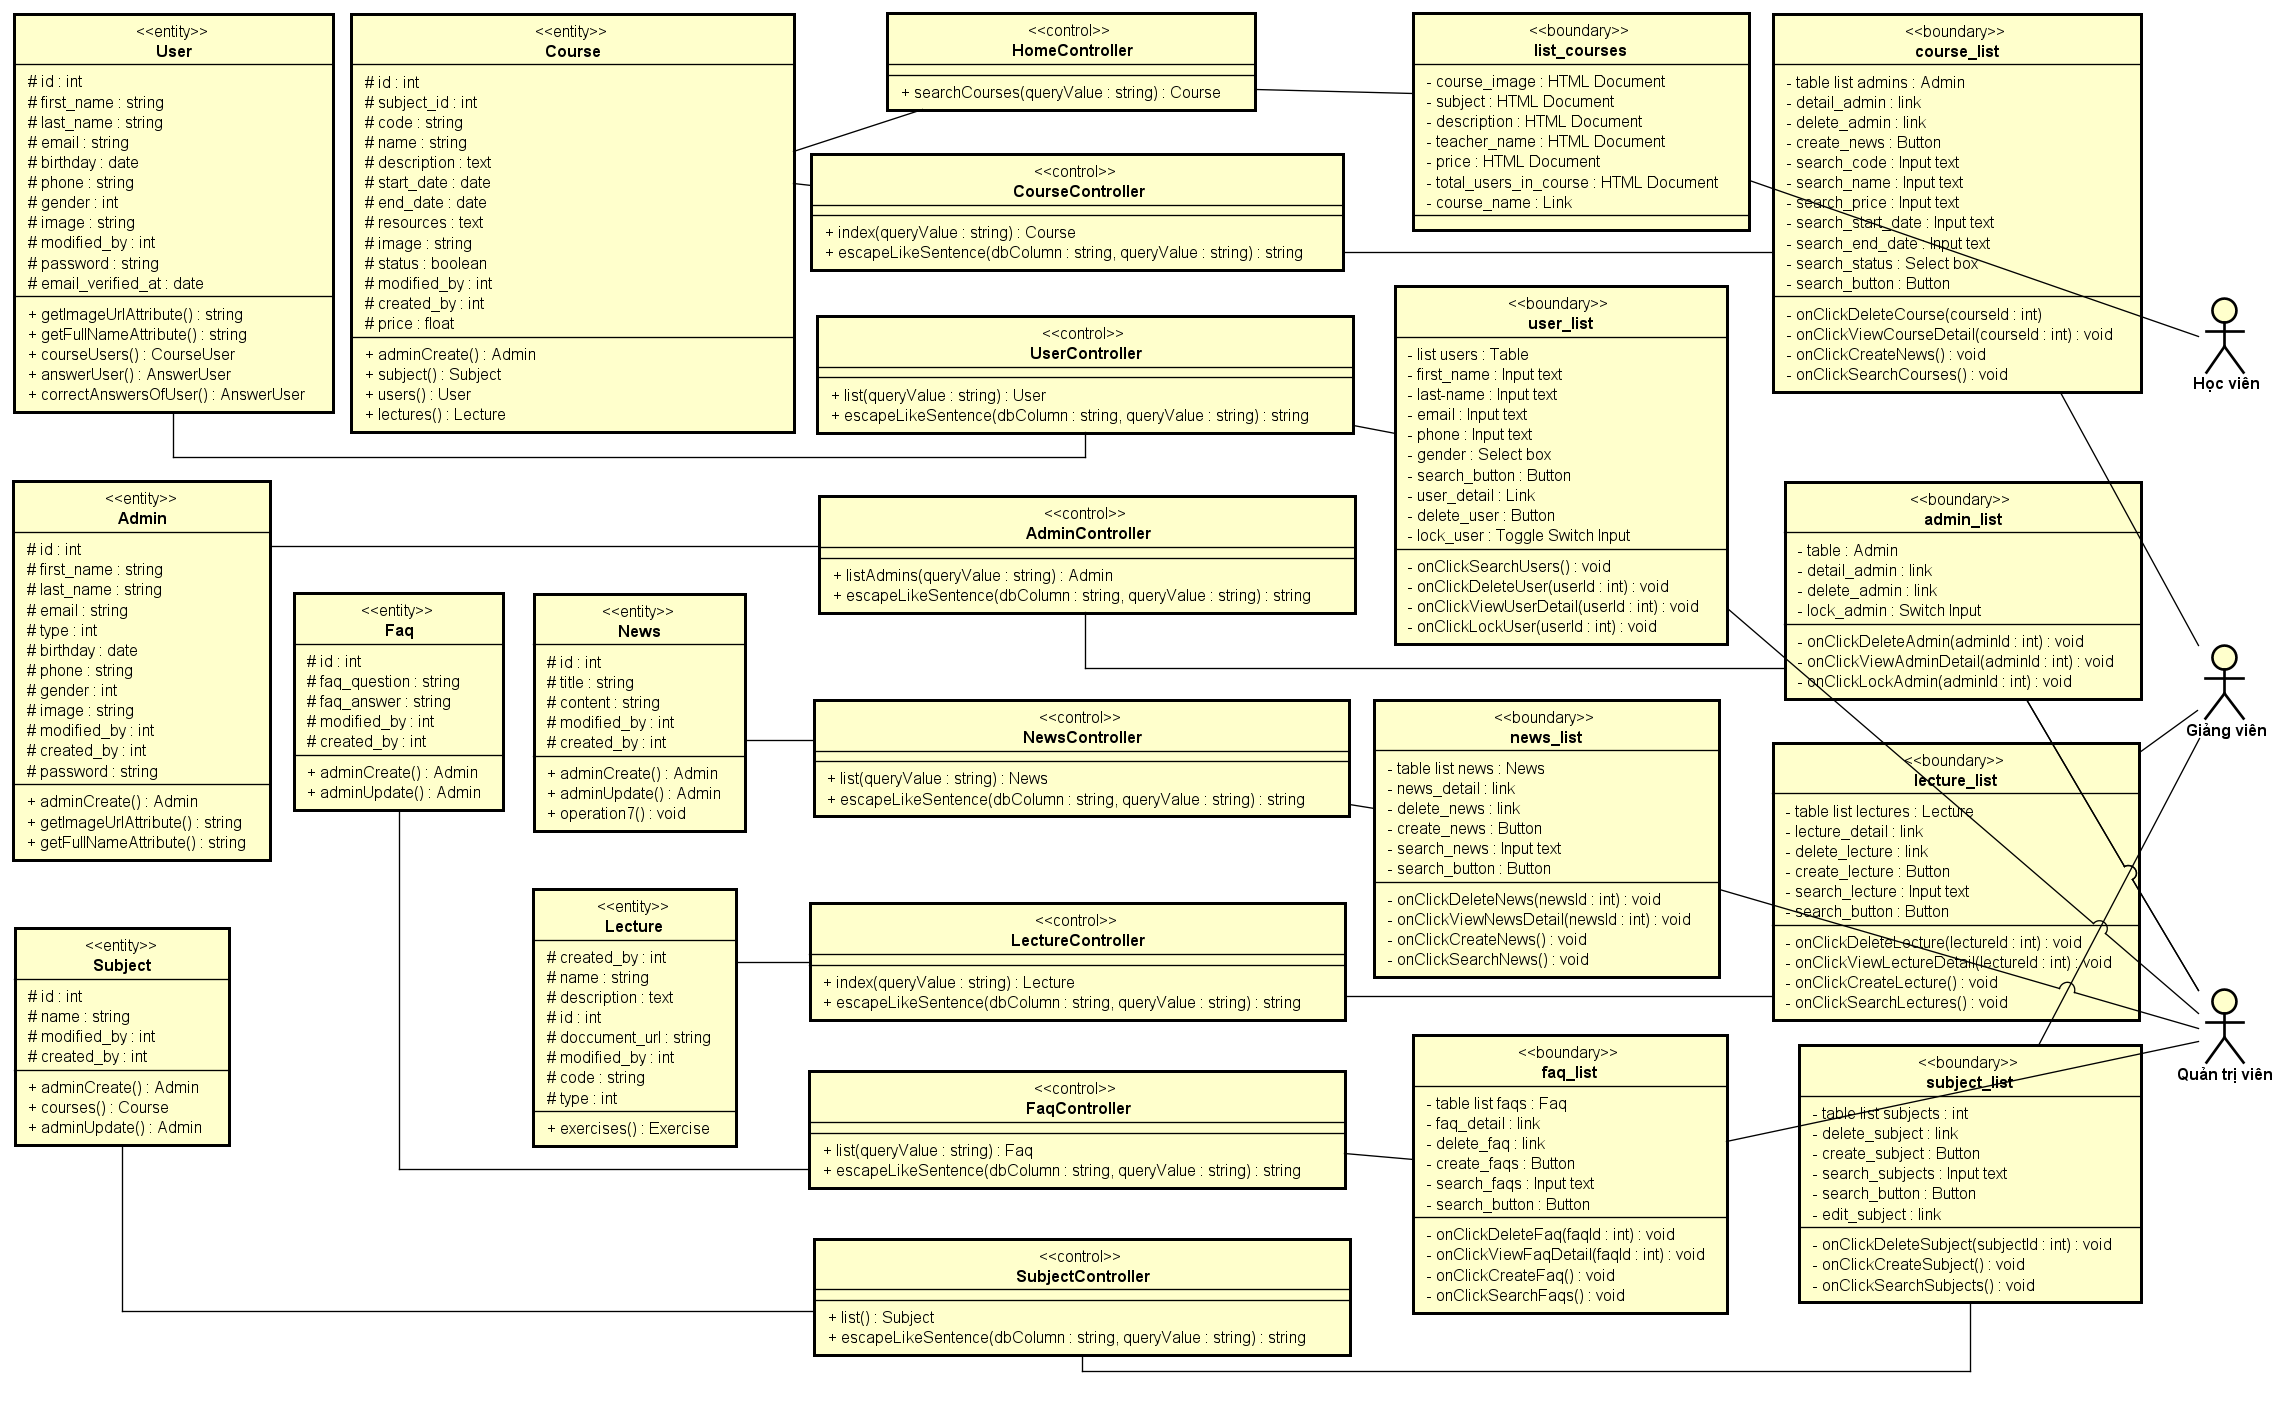 <<entity>>
User
# id : int
# first_name : string
# last_name : string
# email : string
# birthday : date
# phone : string
# gender : int
# image : string
# modified_by : int
# password : string
# email_verified_at : date
+ getImageUrlAttribute() : string
+ getFullNameAttribute() : string
+ courseUsers() : CourseUser
+ answerUser() : AnswerUser
+ correctAnswersOfUser() : AnswerUser
<<entity>>
Course
# id : int
# subject_id : int
# code : string
# name : string
# description : text
# start_date : date
# end_date : date
# resources : text
# image : string
# status : boolean
# modified_by : int
# created_by : int
# price : float
+ adminCreate() : Admin
+ subject() : Subject
+ users() : User
+ lectures() : Lecture
<<control>>
HomeController
+ searchCourses(queryValue : string) : Course
<<control>>
CourseController
+ index(queryValue : string) : Course
+ escapeLikeSentence(dbColumn : string, queryValue : string) : string
<<control>>
UserController
+ list(queryValue : string) : User
+ escapeLikeSentence(dbColumn : string, queryValue : string) : string
<<boundary>>
list_courses
- course_image : HTML Document
- subject : HTML Document
- description : HTML Document
- teacher_name : HTML Document
- price : HTML Document
- total_users_in_course : HTML Document
- course_name : Link
<<boundary>>
course_list
- table list admins : Admin
- detail_admin : link
- delete_admin : link
- create_news : Button
- search_code : Input text
- search_name : Input text
- search_price : Input text
- search_start_date : Input text
- search_end_date : Input text
- search_status : Select box
- search_button : Button
- onClickDeleteCourse(courseId : int)
- onClickViewCourseDetail(courseId : int) : void
- onClickCreateNews() : void
- onClickSearchCourses() : void
Học viên
<<boundary>>
user_list
- list users : Table
- first_name : Input text
- last-name : Input text
- email : Input text
- phone : Input text
- gender : Select box
- search_button : Button
- user_detail : Link
- delete_user : Button
- lock_user : Toggle Switch Input
- onClickSearchUsers() : void
- onClickDeleteUser(userId : int) : void
- onClickViewUserDetail(userId : int) : void
- onClickLockUser(userId : int) : void
<<entity>>
Admin
# id : int
# first_name : string
# last_name : string
# email : string
# type : int
# birthday : date
# phone : string
# gender : int
# image : string
# modified_by : int
# created_by : int
# password : string
+ adminCreate() : Admin
+ getImageUrlAttribute() : string
+ getFullNameAttribute() : string
<<entity>>
Faq
# id : int
# faq_question : string
# faq_answer : string
# modified_by : int
# created_by : int
+ adminCreate() : Admin
+ adminUpdate() : Admin
<<entity>>
News
# id : int
# title : string
# content : string
# modified_by : int
# created_by : int
+ adminCreate() : Admin
+ adminUpdate() : Admin
+ operation7() : void
<<control>>
AdminController
+ listAdmins(queryValue : string) : Admin
+ escapeLikeSentence(dbColumn : string, queryValue : string) : string
<<boundary>>
admin_list
- table : Admin
- detail_admin : link
- delete_admin : link
- lock_admin : Switch Input
- onClickDeleteAdmin(adminId : int) : void
- onClickViewAdminDetail(adminId : int) : void
- onClickLockAdmin(adminId : int) : void
Giảng viên
<<control>>
NewsController
+ list(queryValue : string) : News
+ escapeLikeSentence(dbColumn : string, queryValue : string) : string
<<boundary>>
news_list
- table list news : News
- news_detail : link
- delete_news : link
- create_news : Button
- search_news : Input text
- search_button : Button
- onClickDeleteNews(newsId : int) : void
- onClickViewNewsDetail(newsId : int) : void
- onClickCreateNews() : void
- onClickSearchNews() : void
<<boundary>>
lecture_list
- table list lectures : Lecture
- lecture_detail : link
- delete_lecture : link
- create_lecture : Button
- search_lecture : Input text
- search_button : Button
- onClickDeleteLecture(lectureId : int) : void
- onClickViewLectureDetail(lectureId : int) : void
- onClickCreateLecture() : void
- onClickSearchLectures() : void
<<entity>>
Subject
# id : int
# name : string
# modified_by : int
# created_by : int
+ adminCreate() : Admin
+ courses() : Course
+ adminUpdate() : Admin
<<entity>>
Lecture
# created_by : int
# name : string
# description : text
# id : int
# doccument_url : string
# modified_by : int
# code : string
# type : int
+ exercises() : Exercise
<<control>>
LectureController
+ index(queryValue : string) : Lecture
+ escapeLikeSentence(dbColumn : string, queryValue : string) : string
<<control>>
FaqController
+ list(queryValue : string) : Faq
+ escapeLikeSentence(dbColumn : string, queryValue : string) : string
<<boundary>>
faq_list
- table list faqs : Faq
- faq_detail : link
- delete_faq : link
- create_faqs : Button
- search_faqs : Input text
- search_button : Button
- onClickDeleteFaq(faqId : int) : void
- onClickViewFaqDetail(faqId : int) : void
- onClickCreateFaq() : void
- onClickSearchFaqs() : void
<<boundary>>
subject_list
- table list subjects : int
- delete_subject : link
- create_subject : Button
- search_subjects : Input text
- search_button : Button
- edit_subject : link
- onClickDeleteSubject(subjectId : int) : void
- onClickCreateSubject() : void
- onClickSearchSubjects() : void
Quản trị viên
<<control>>
SubjectController
+ list() : Subject
+ escapeLikeSentence(dbColumn : string, queryValue : string) : string